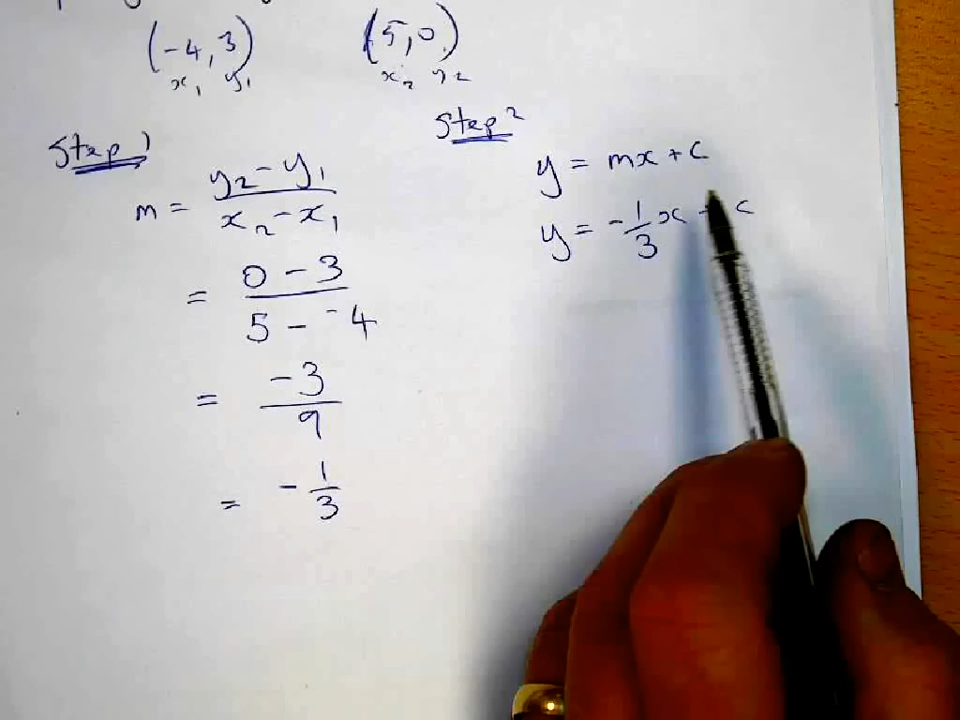 (-4, 3) (5, 0)
x₁ y₁ x₂ y₂
Step 1
m = y₂ - y₁ / x₂ - x₁
= 0 - 3 / 5 - -4
= -3 / 9
= - 1/3
Step 2
y = mx + c
y = -1/3 x + c